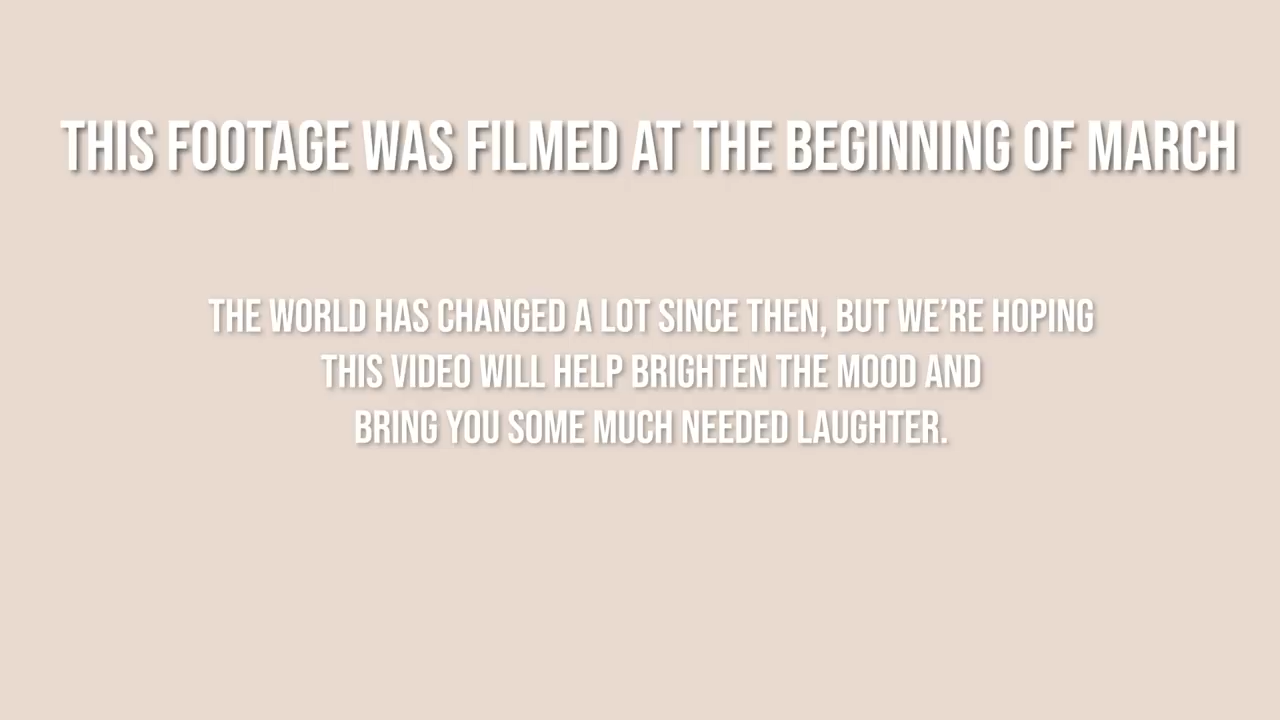 THIS FOOTAGE WAS FILMED AT THE BEGINNING OF MARCH
THE WORLD HAS CHANGED A LOT SINCE THEN, BUT WE’RE HOPING
THIS VIDEO WILL HELP BRIGHTEN THE MOOD AND
BRING YOU SOME MUCH NEEDED LAUGHTER.